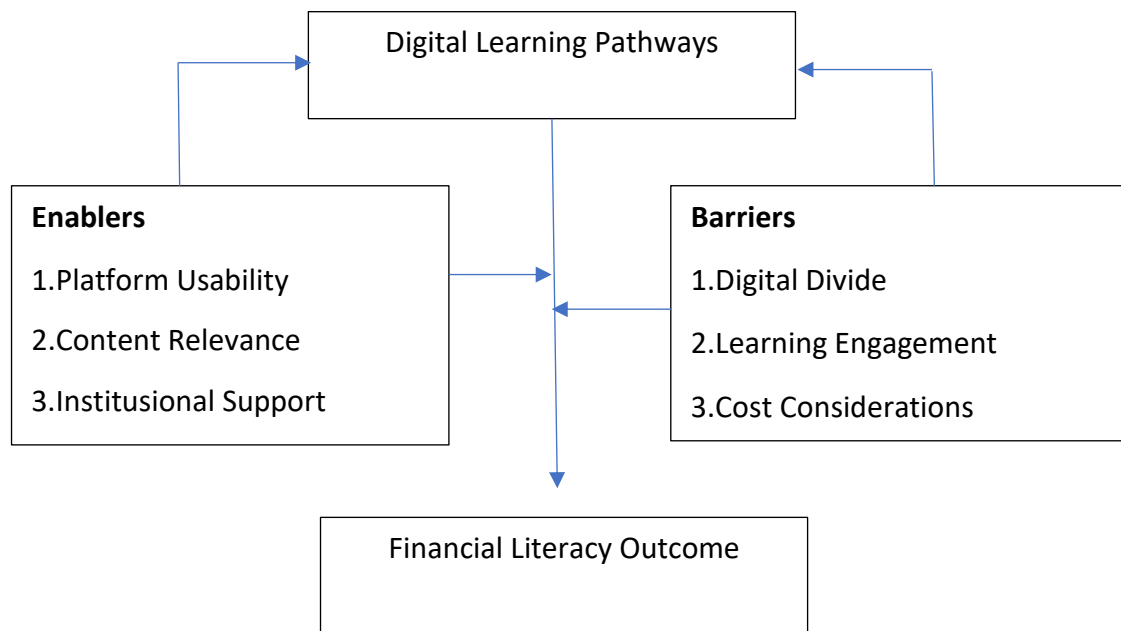 Digital Learning Pathways
Enablers
1.Platform Usability
2.Content Relevance
3.Institusional Support
Barriers
1.Digital Divide
2.Learning Engagement
3.Cost Considerations
Financial Literacy Outcome